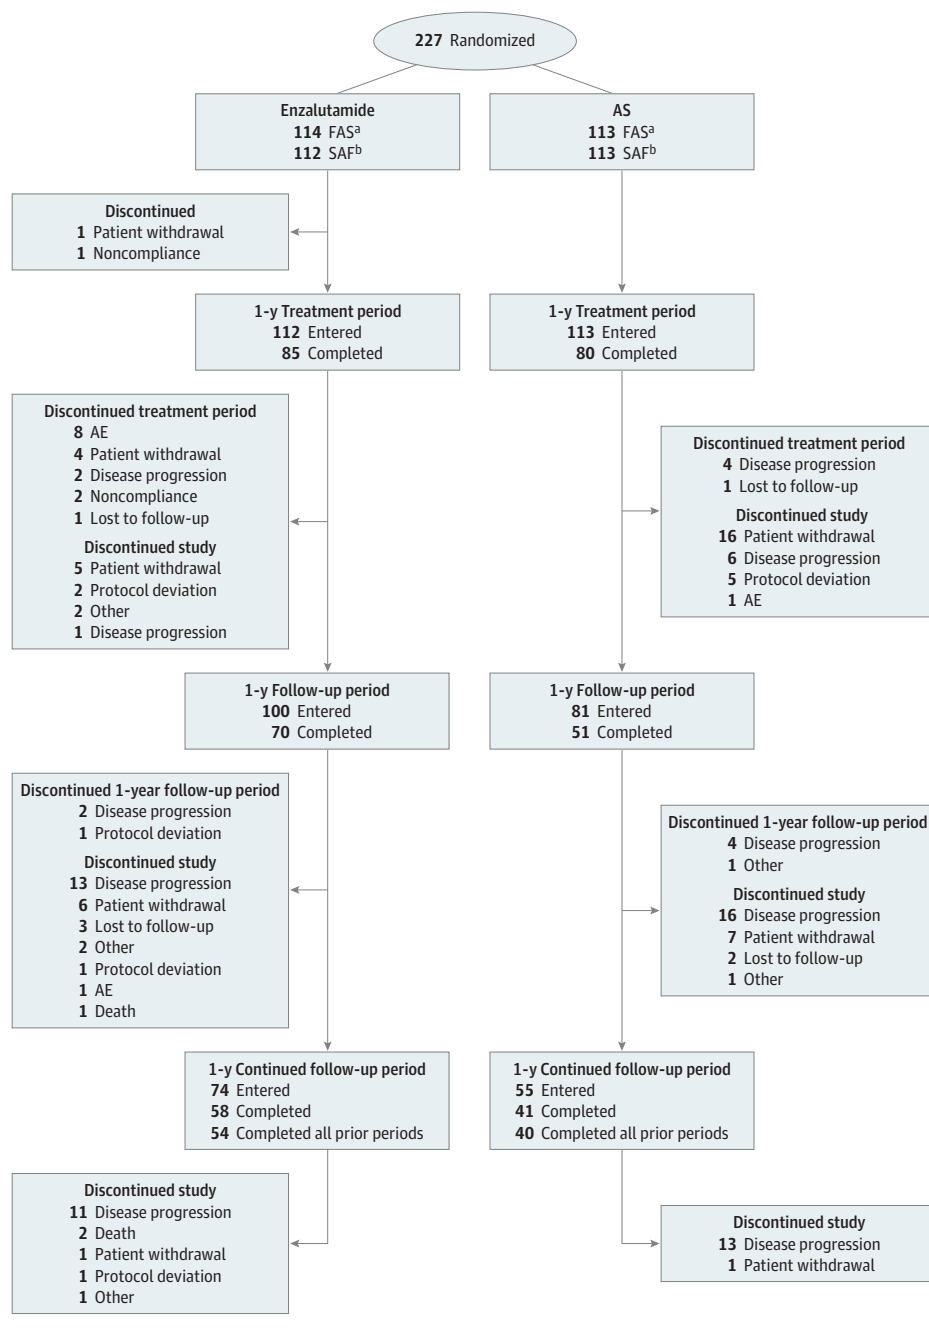 227 Randomized
Enzalutamide
114 FASa
112 SAFb
AS
113 FASa
113 SAFb
Discontinued
1 Patient withdrawal
1 Noncompliance
1-y Treatment period
112 Entered
85 Completed
1-y Treatment period
113 Entered
80 Completed
Discontinued treatment period
8 AE
4 Patient withdrawal
2 Disease progression
2 Noncompliance
1 Lost to follow-up
Discontinued study
5 Patient withdrawal
2 Protocol deviation
2 Other
1 Disease progression
Discontinued treatment period
4 Disease progression
1 Lost to follow-up
Discontinued study
16 Patient withdrawal
6 Disease progression
5 Protocol deviation
1 AE
1-y Follow-up period
100 Entered
70 Completed
1-y Follow-up period
81 Entered
51 Completed
Discontinued 1-year follow-up period
2 Disease progression
1 Protocol deviation
Discontinued study
13 Disease progression
6 Patient withdrawal
3 Lost to follow-up
2 Other
1 Protocol deviation
1 AE
1 Death
Discontinued 1-year follow-up period
4 Disease progression
1 Other
Discontinued study
16 Disease progression
7 Patient withdrawal
2 Lost to follow-up
1 Other
1-y Continued follow-up period
74 Entered
58 Completed
54 Completed all prior periods
1-y Continued follow-up period
55 Entered
41 Completed
40 Completed all prior periods
Discontinued study
11 Disease progression
2 Death
1 Patient withdrawal
1 Protocol deviation
1 Other
Discontinued study
13 Disease progression
1 Patient withdrawal